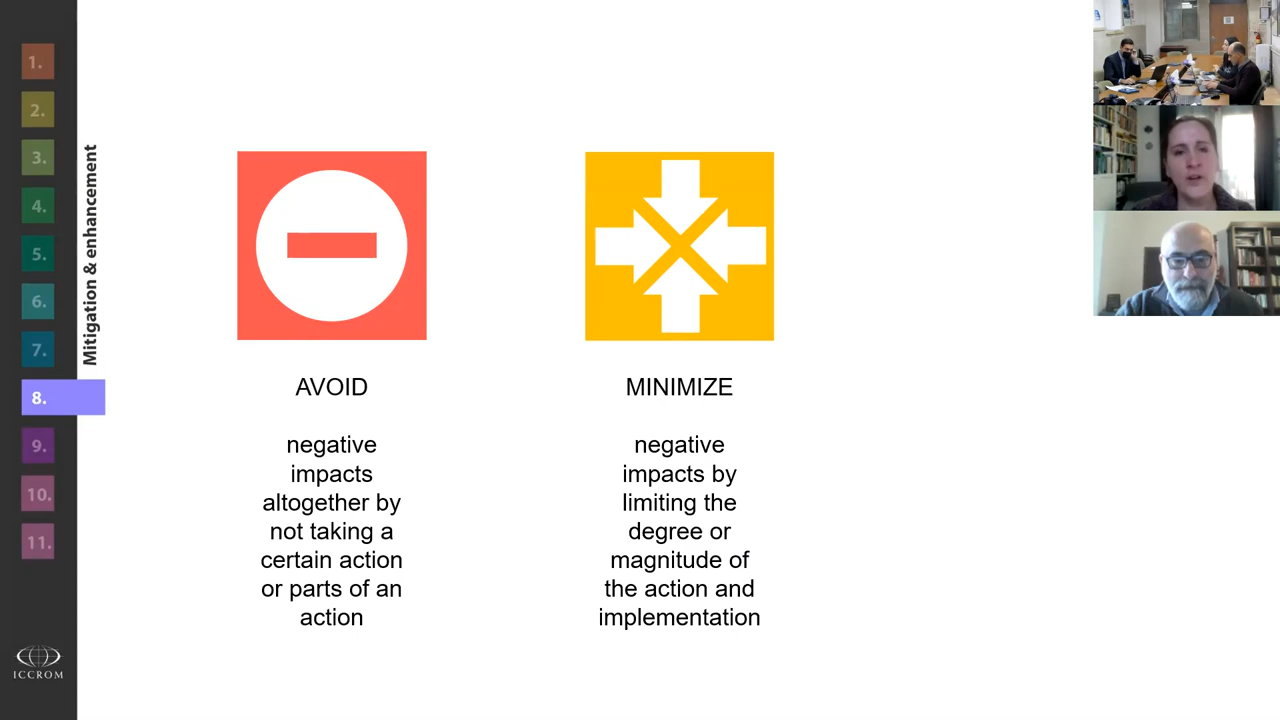 1.
2.
3.
4.
5.
6.
7.
8.
9.
10.
11.
Mitigation & enhancement
ICCROM
AVOID
negative
impacts
altogether by
not taking a
certain action
or parts of an
action
MINIMIZE
negative
impacts by
limiting the
degree or
magnitude of
the action and
implementation